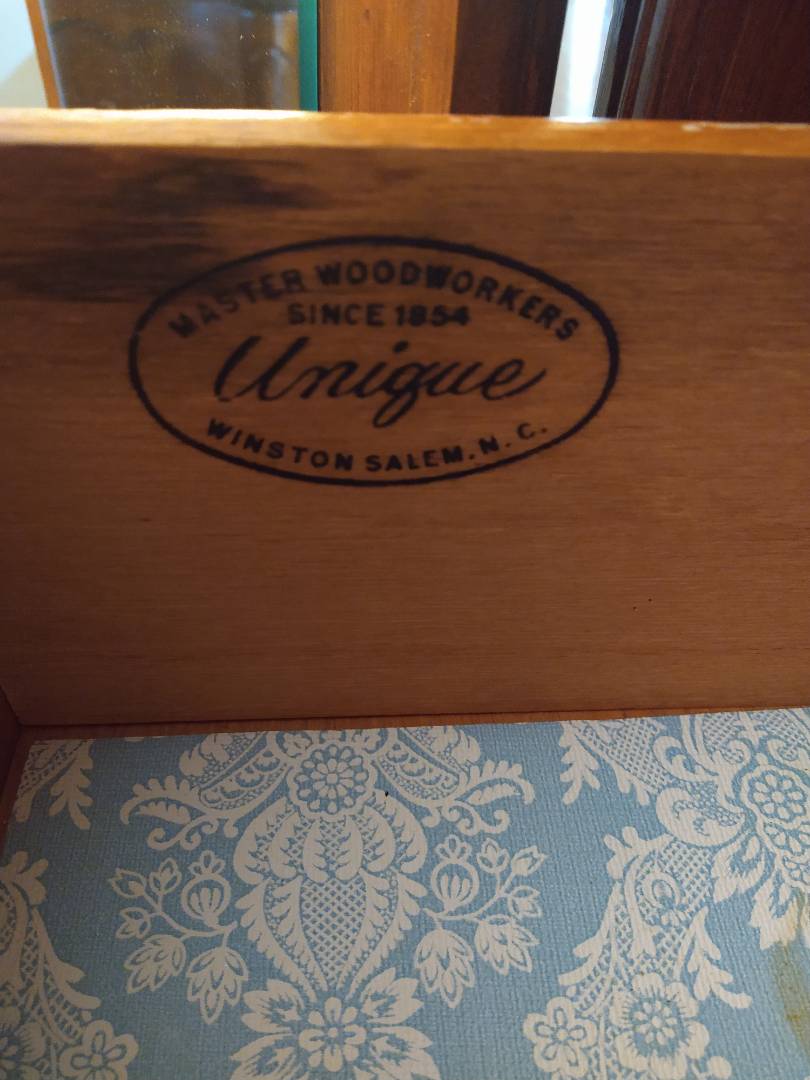 MASTER WOODWORKERS
SINCE 1854
Unique
WINSTON SALEM, N. C.